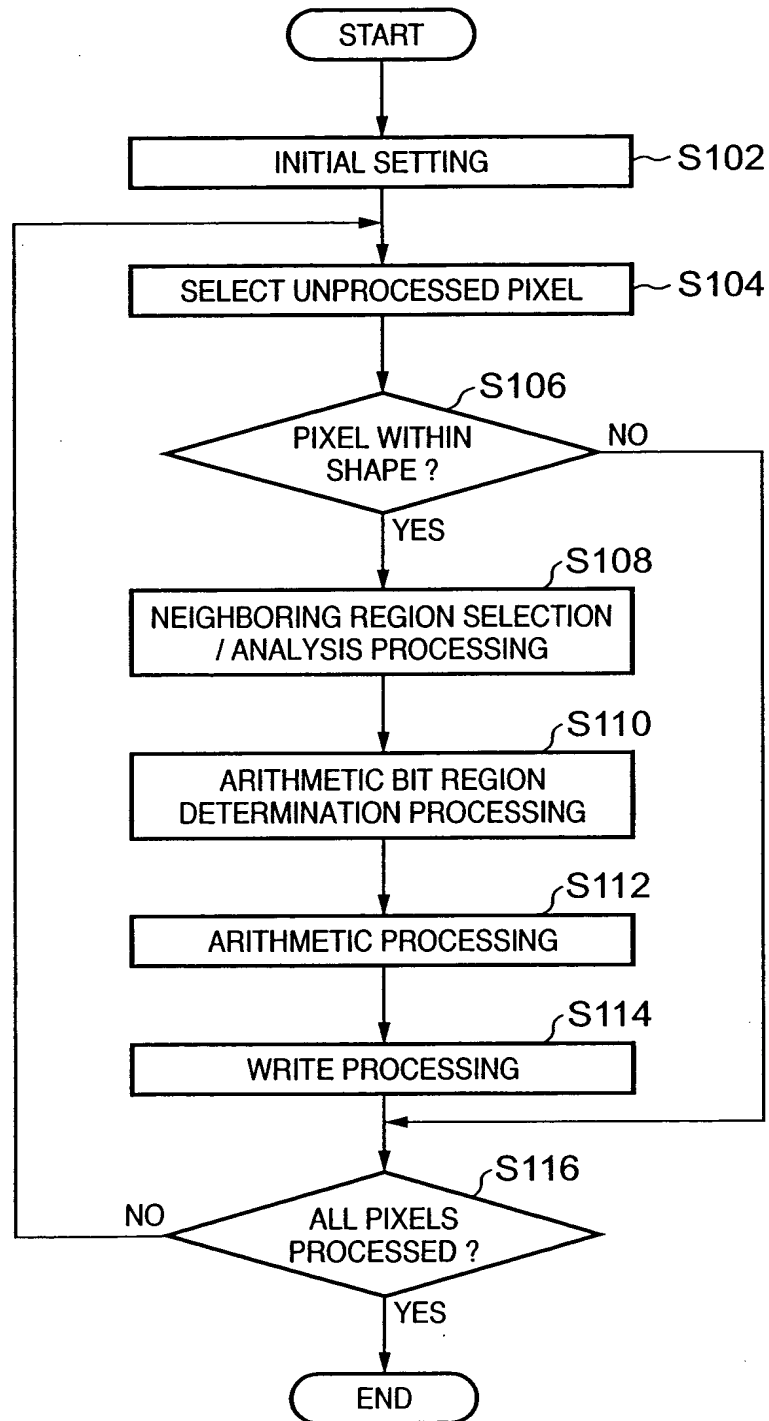 START
INITIAL SETTING
S102
SELECT UNPROCESSED PIXEL
S104
S106
PIXEL WITHIN
SHAPE ?
NO
YES
S108
NEIGHBORING REGION SELECTION
/ ANALYSIS PROCESSING
S110
ARITHMETIC BIT REGION
DETERMINATION PROCESSING
S112
ARITHMETIC PROCESSING
S114
WRITE PROCESSING
S116
NO
ALL PIXELS
PROCESSED ?
YES
END